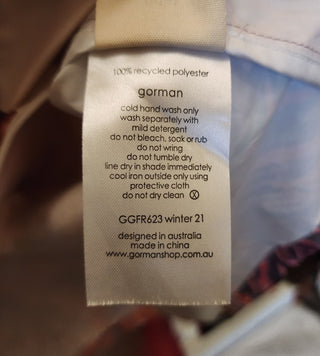 100% recycled polyester
gorman
cold hand wash only
wash separately with
mild detergent
do not bleach, soak or rub
do not wring
do not tumble dry
line dry in shade immediately
cool iron outside only using
protective cloth
do not dry clean Ⓧ
GGFR623 winter 21
designed in australia
made in china
www.gormanshop.com.au